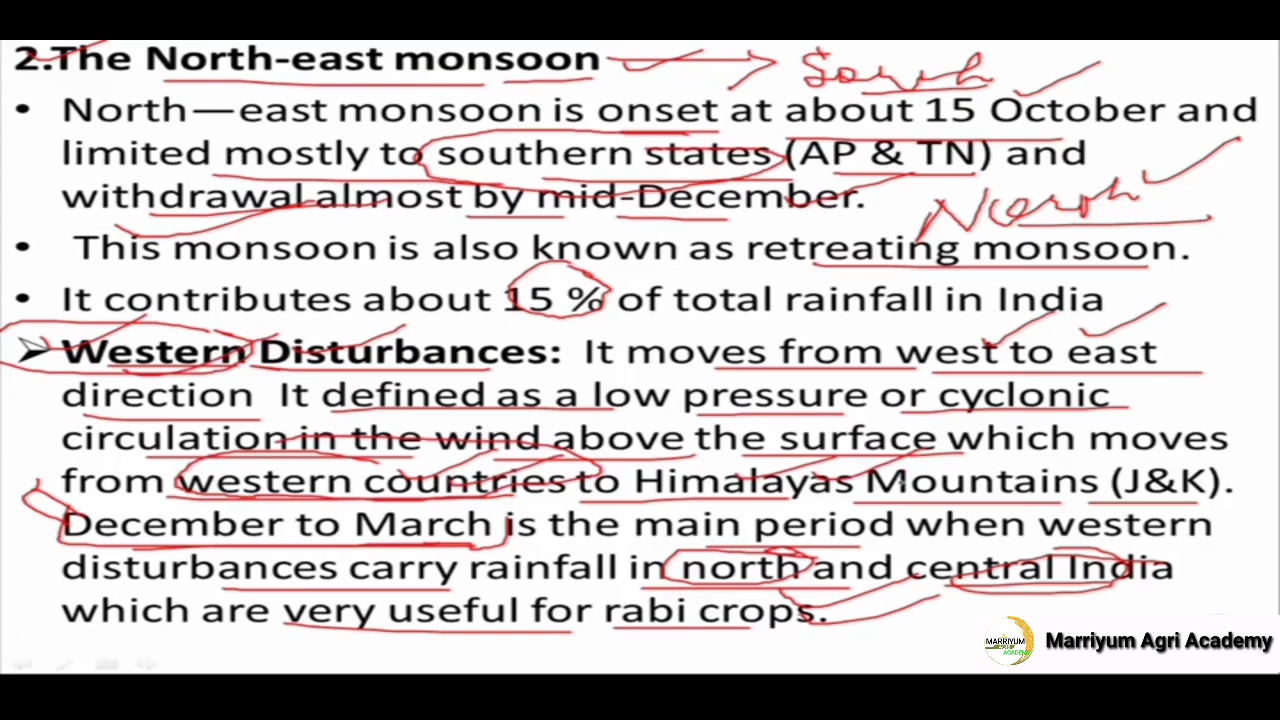 2.The North-east monsoon
South
• North—east monsoon is onset at about 15 October and
limited mostly to southern states (AP & TN) and
withdrawal almost by mid-December.
North
• This monsoon is also known as retreating monsoon.
• It contributes about 15 % of total rainfall in India
➢ Western Disturbances: It moves from west to east
direction It defined as a low pressure or cyclonic
circulation in the wind above the surface which moves
from western countries to Himalayas Mountains (J&K).
December to March is the main period when western
disturbances carry rainfall in north and central India
which are very useful for rabi crops.
MARRIYUM
ACADEMY
Marriyum Agri Academy